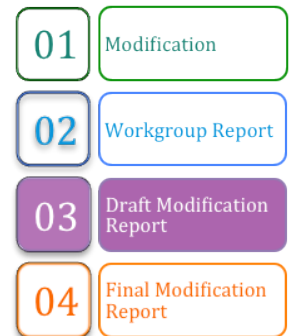 01
Modification
02
Workgroup Report
03
Draft Modification
Report
04
Final Modification
Report